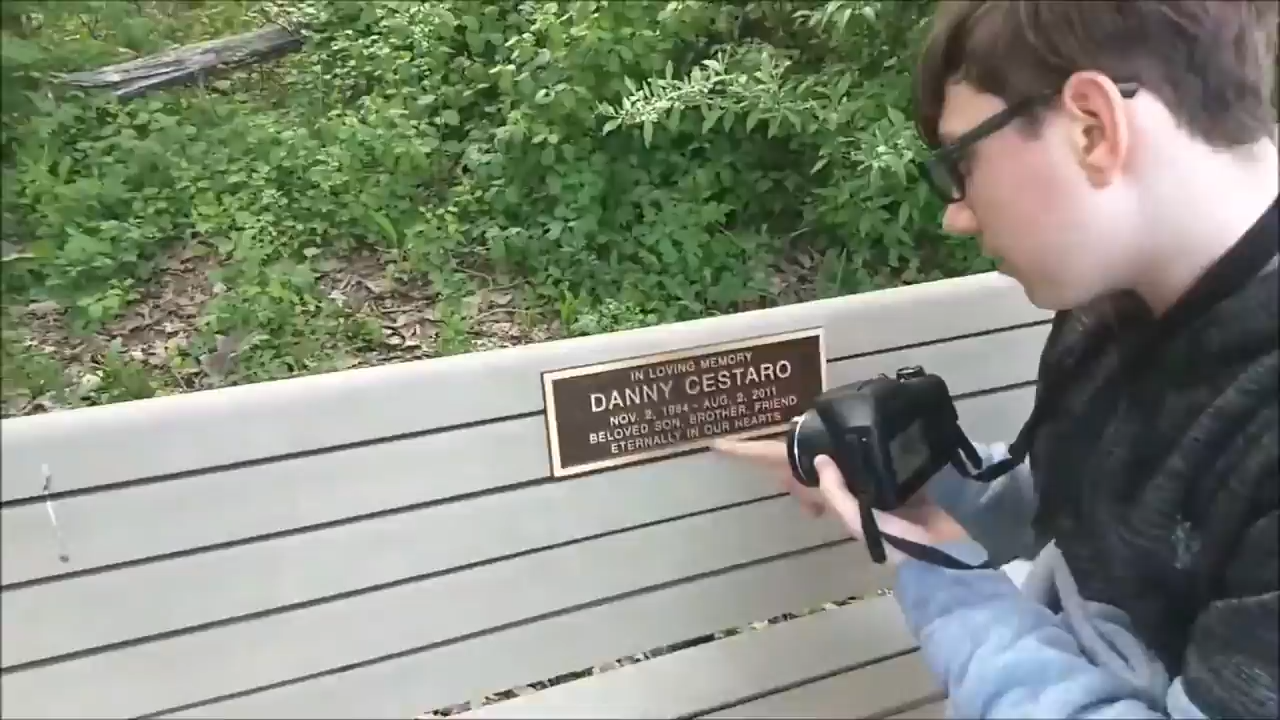 IN LOVING MEMORY
DANNY CESTARO
NOV. 2, 1984 - AUG. 2, 2011
BELOVED SON, BROTHER, FRIEND
ETERNALLY IN OUR HEARTS